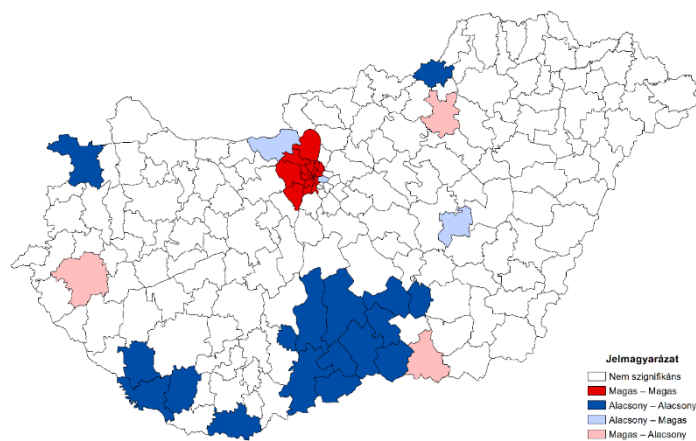 Jelmagyarázat
Nem szignifikáns
Magas – Magas
Alacsony – Alacsony
Alacsony – Magas
Magas – Alacsony